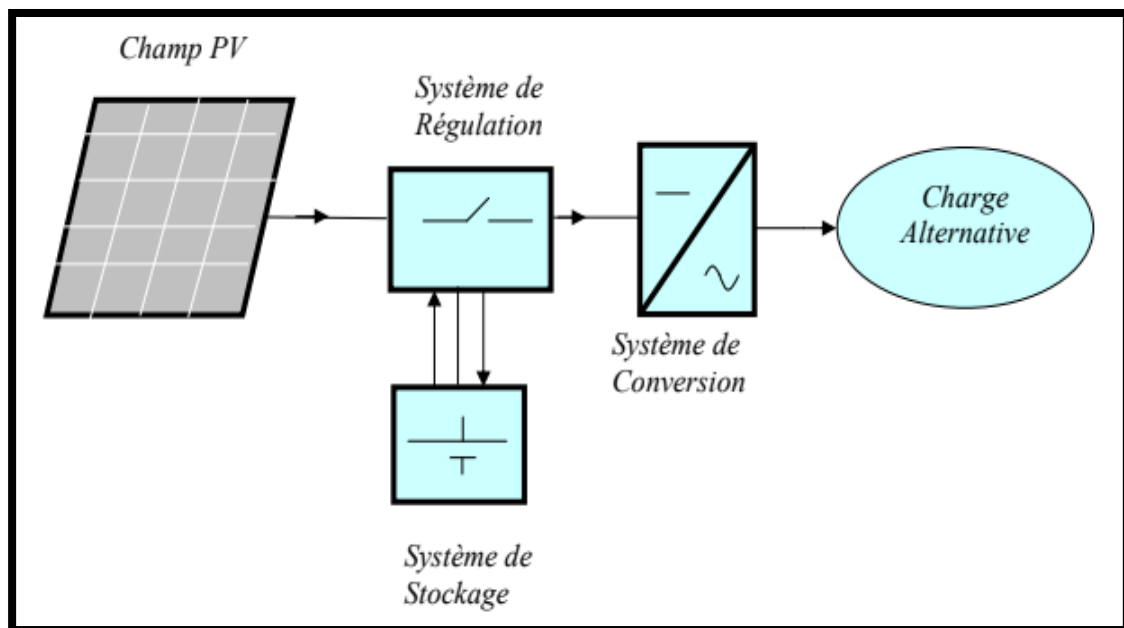 Champ PV
Système de
Régulation
Charge
Alternative
Système de
Conversion
Système de
Stockage